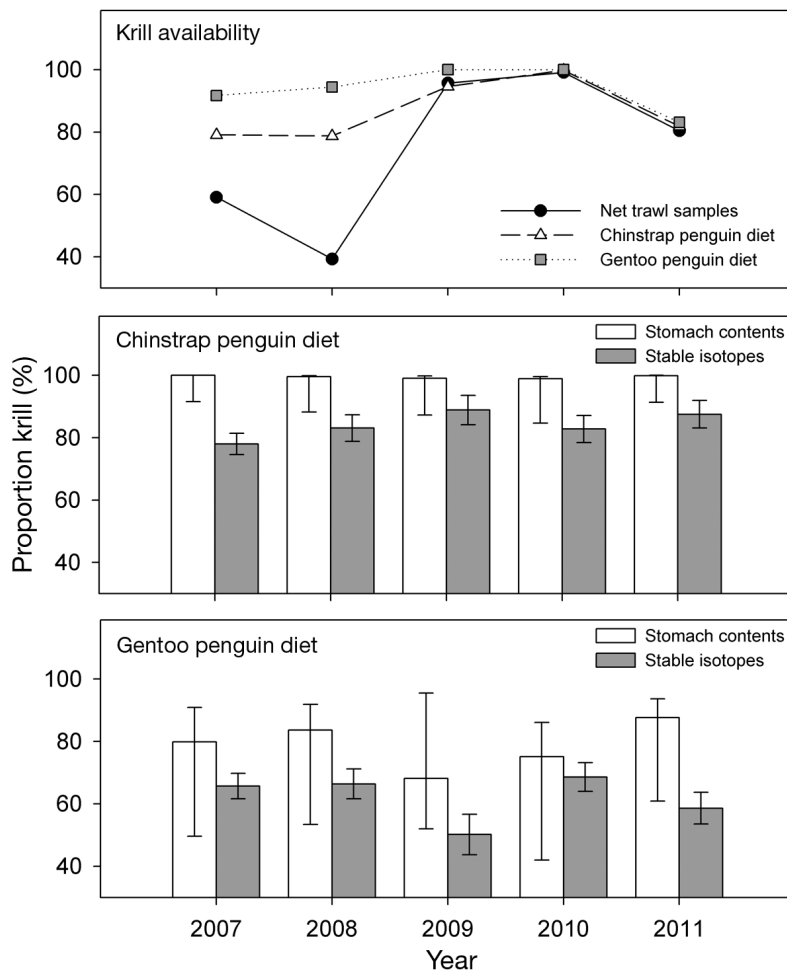 Krill availability
100
80
60
40
Net trawl samples
Chinstrap penguin diet
Gentoo penguin diet
Proportion krill (%)
Chinstrap penguin diet
Stomach contents
Stable isotopes
100
80
60
40
Gentoo penguin diet
Stomach contents
Stable isotopes
100
80
60
40
2007 2008 2009 2010 2011
Year